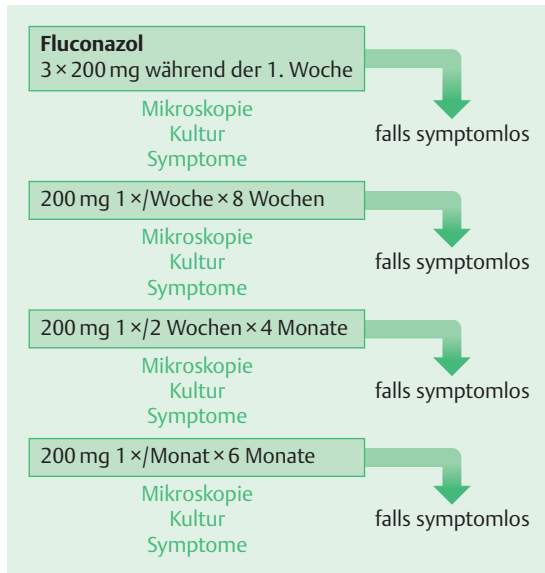 Fluconazol
3 × 200 mg während der 1. Woche
Mikroskopie
Kultur
falls symptomlos
Symptome
200 mg 1 ×/Woche × 8 Wochen
Mikroskopie
Kultur
falls symptomlos
Symptome
200 mg 1 ×/2 Wochen × 4 Monate
Mikroskopie
Kultur
falls symptomlos
Symptome
200 mg 1 ×/Monat × 6 Monate
Mikroskopie
Kultur
falls symptomlos
Symptome